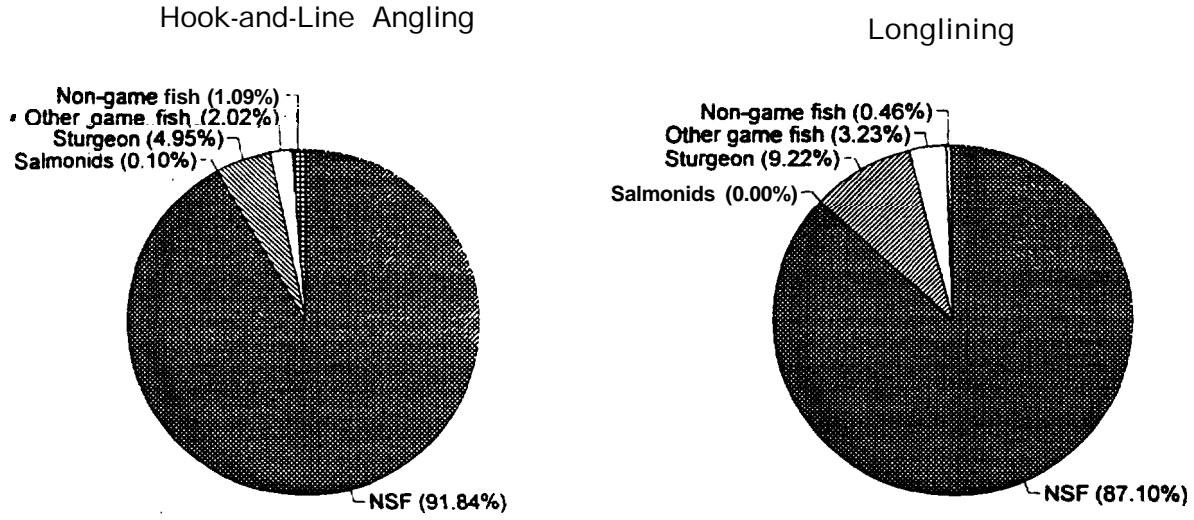 Hook-and-Line Angling
Non-game fish (1.09%)
Other game fish (2.02%)
Sturgeon (4.95%)
Salmonids (0.10%)
NSF (91.84%)
Longlining
Non-game fish (0.46%)
Other game fish (3.23%)
Sturgeon (9.22%)
Salmonids (0.00%)
NSF (87.10%)